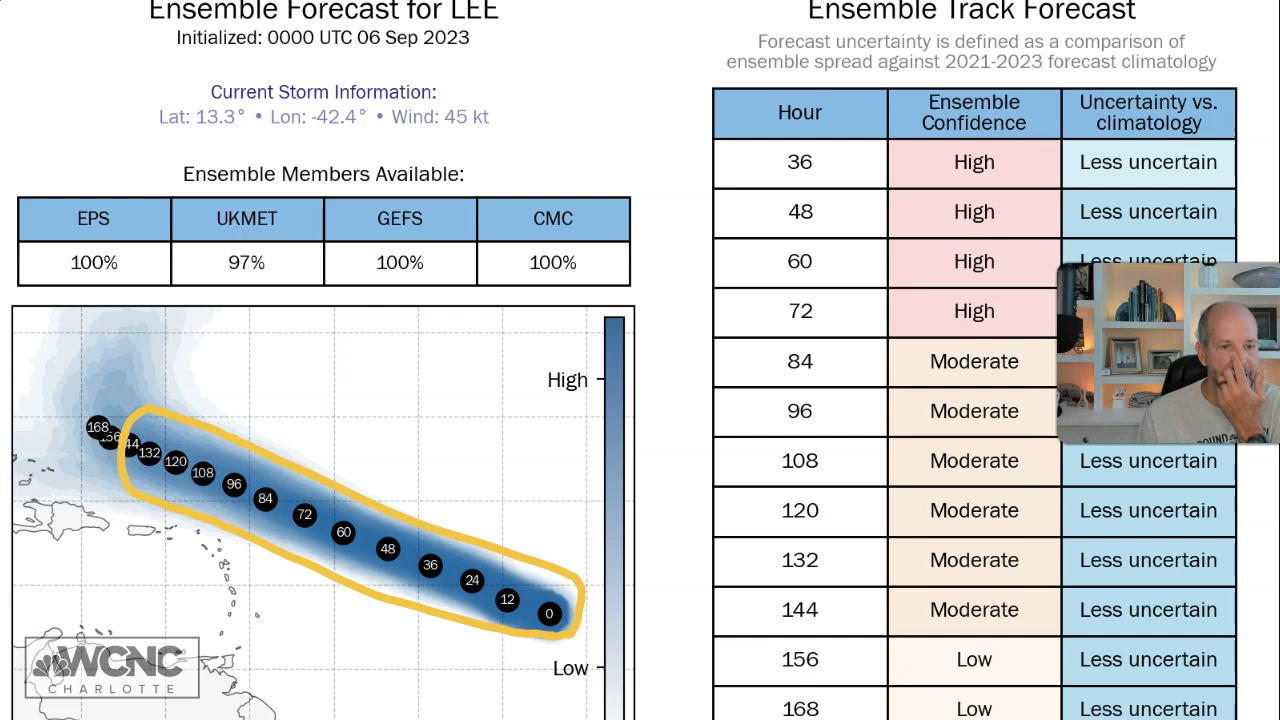 Ensemble Forecast for LEE
Initialized: 0000 UTC 06 Sep 2023
Current Storm Information:
Lat: 13.3° • Lon: -42.4° • Wind: 45 kt
Ensemble Members Available:
EPS UKMET GEFS CMC
100% 97% 100% 100%
High
168
156
144
132
120
108
96
84
72
60
48
36
24
12
0
Low
WCNC
CHARLOTTE
Ensemble Track Forecast
Forecast uncertainty is defined as a comparison of
ensemble spread against 2021-2023 forecast climatology
Hour Ensemble Confidence Uncertainty vs. climatology
36 High Less uncertain
48 High Less uncertain
60 High Less uncertain
72 High
84 Moderate
96 Moderate
108 Moderate Less uncertain
120 Moderate Less uncertain
132 Moderate Less uncertain
144 Moderate Less uncertain
156 Low Less uncertain
168 Low Less uncertain